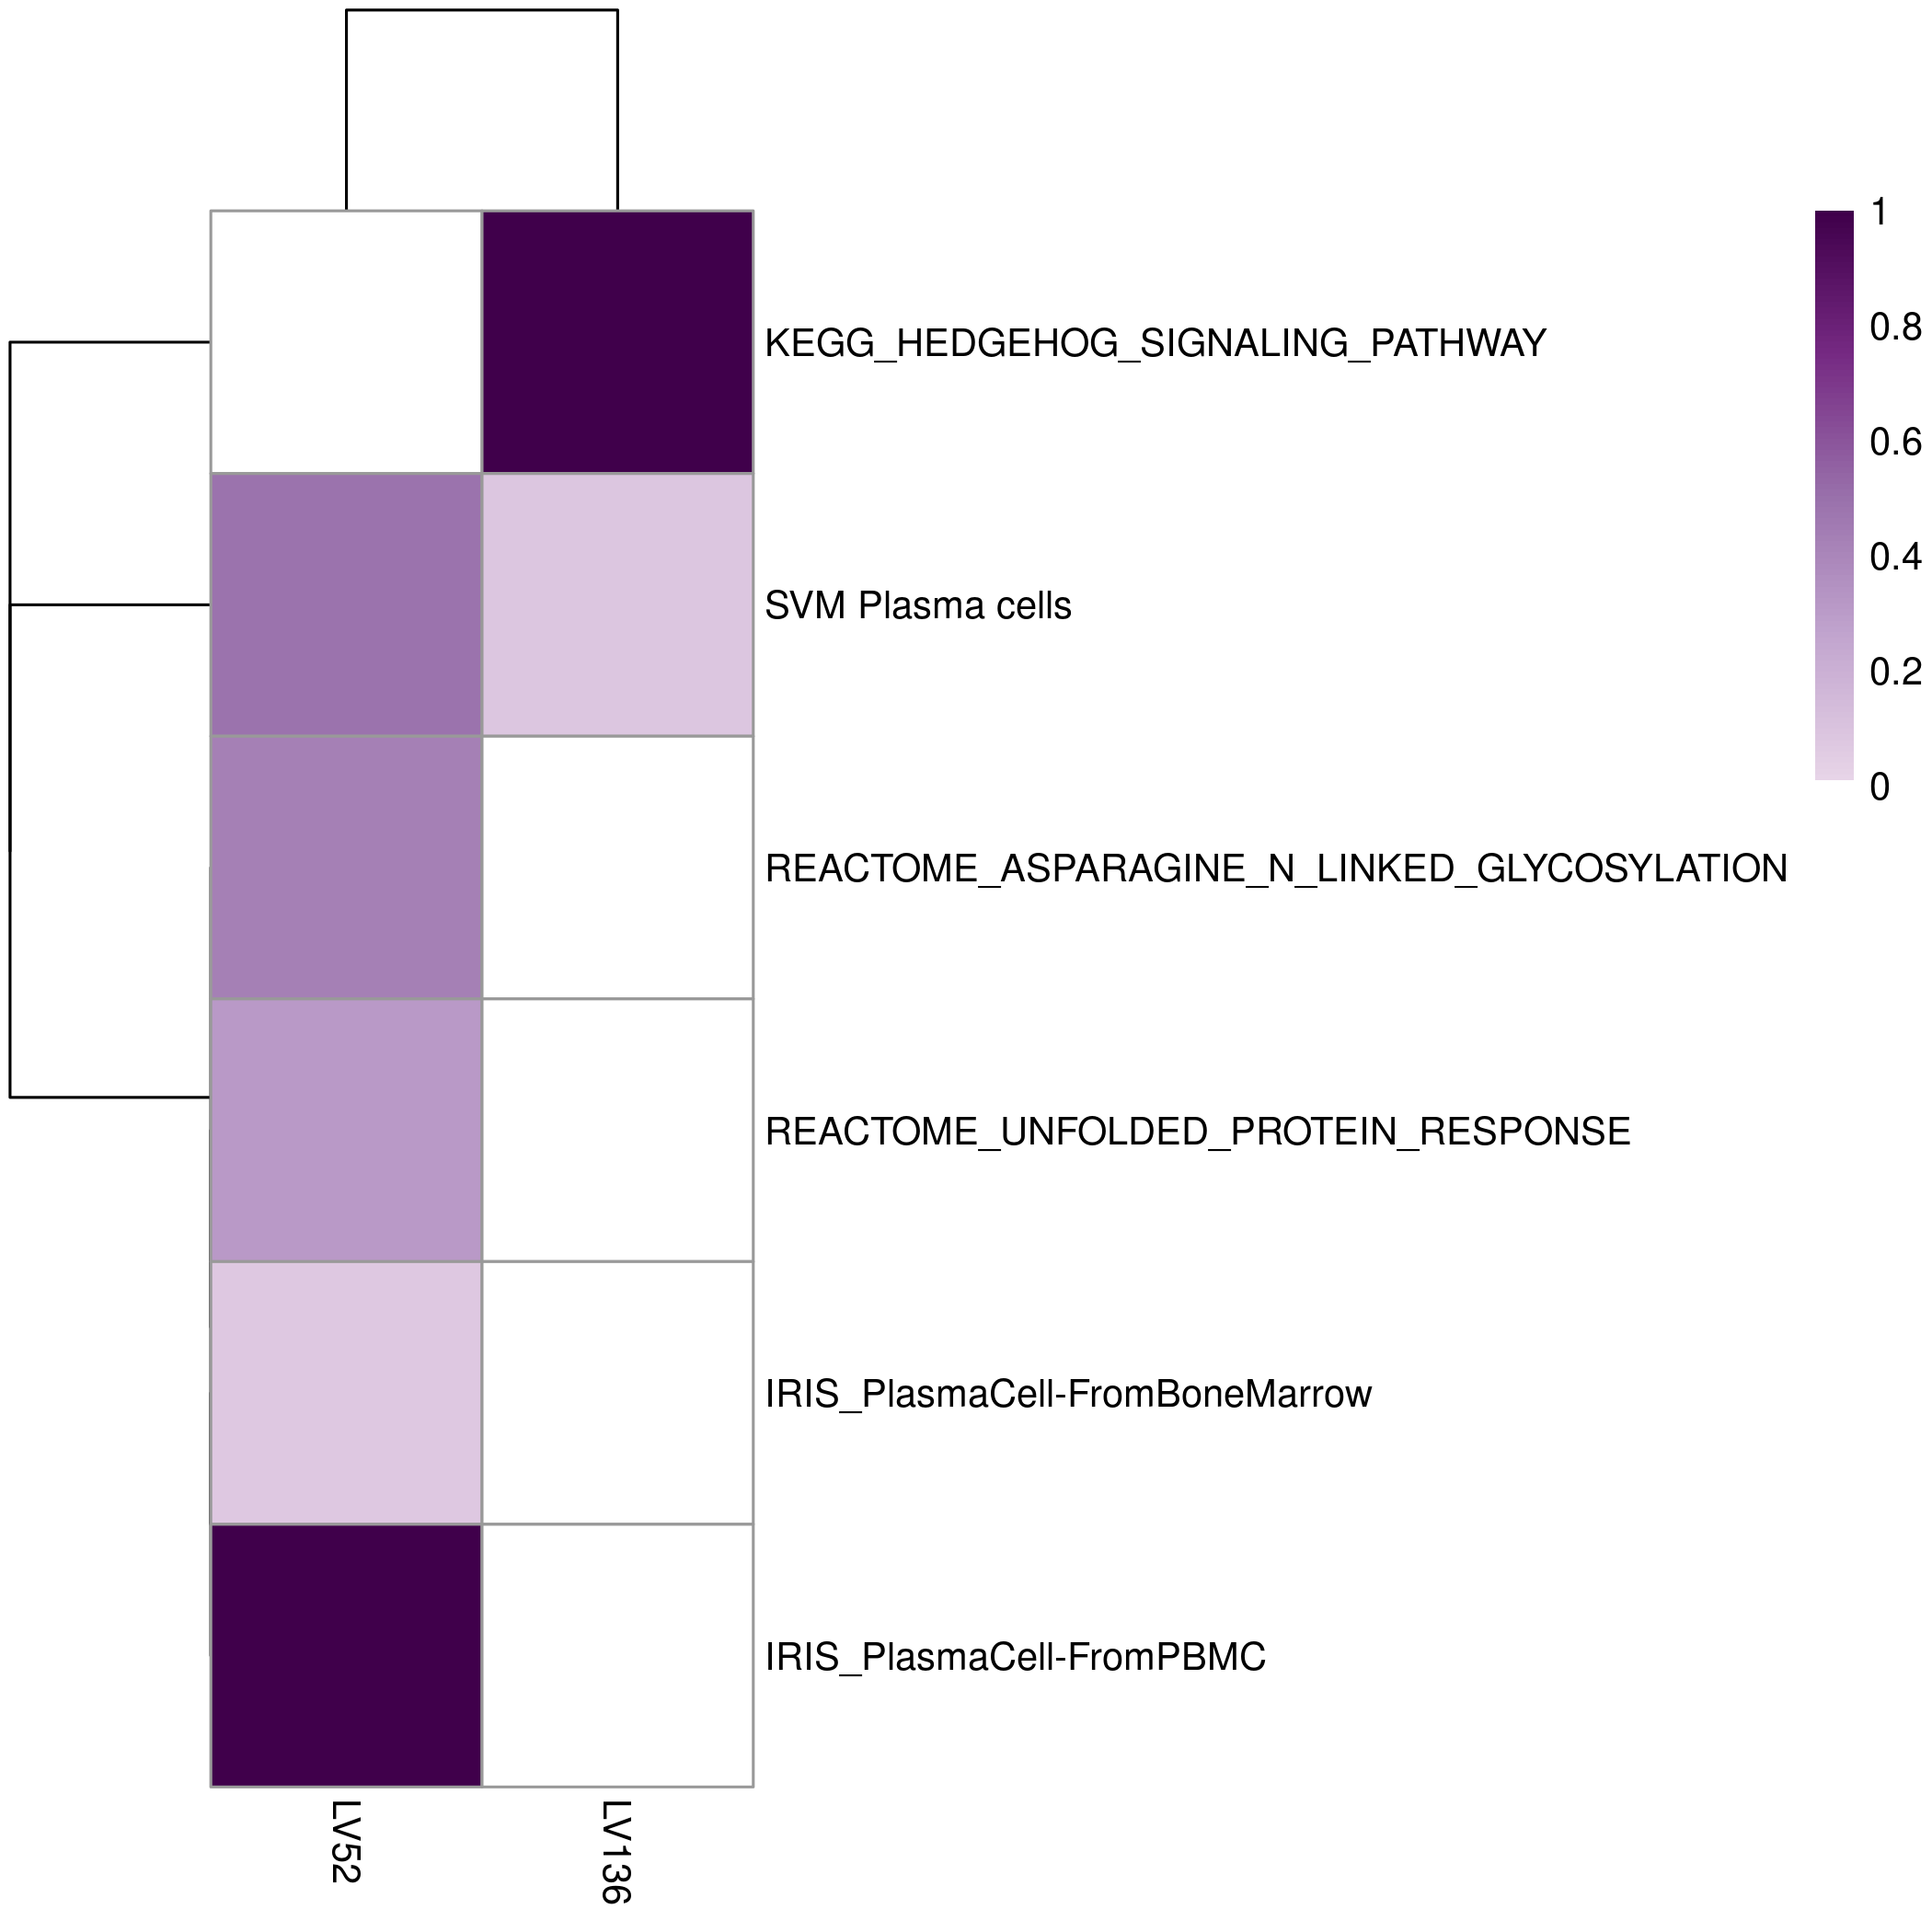 1
0.8
0.6
0.4
0.2
0
KEGG_HEDGEHOG_SIGNALING_PATHWAY
SVM Plasma cells
REACTOME_ASPARAGINE_N_LINKED_GLYCOSYLATION
REACTOME_UNFOLDED_PROTEIN_RESPONSE
IRIS_PlasmaCell-FromBoneMarrow
IRIS_PlasmaCell-FromPBMC
LV52
LV136